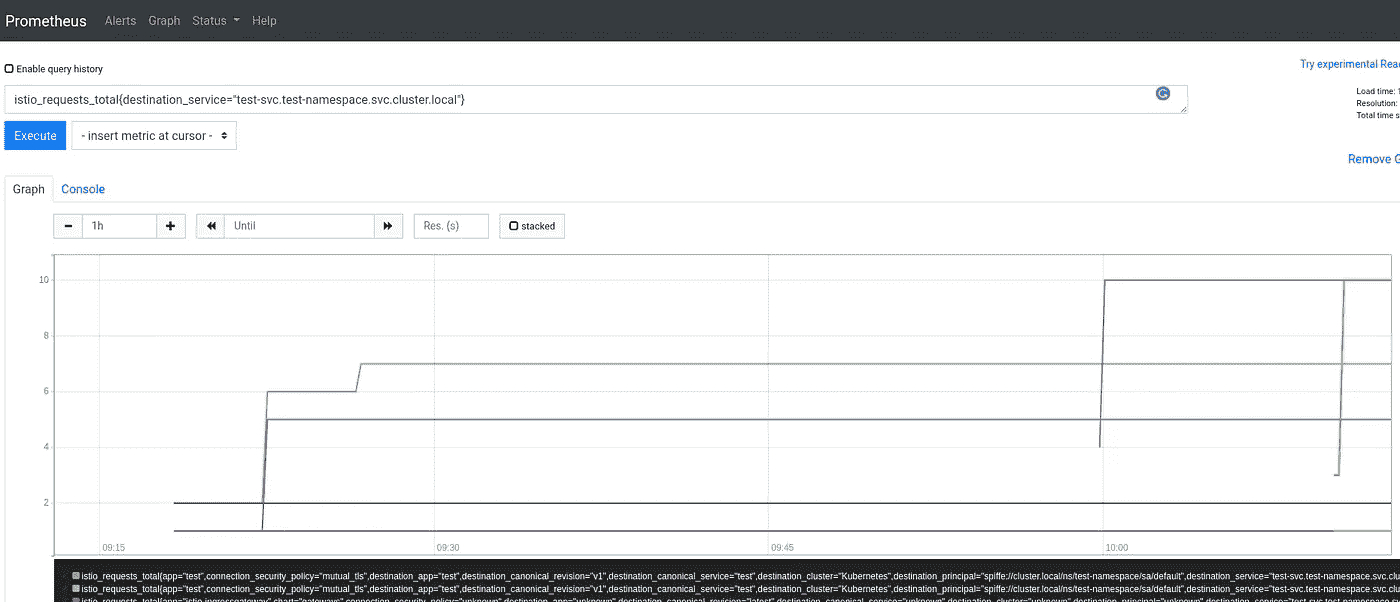 Prometheus Alerts Graph Status Help
Enable query history
Try experimental Reac
istio_requests_total{destination_service="test-svc.test-namespace.svc.cluster.local"}
Load time: 1
Resolution:
Total time s
Execute - insert metric at cursor -
Remove G
Graph Console
1h Until Res. (s) stacked
10
8
6
4
2
09:15 09:30 09:45 10:00
istio_requests_total{app="test",connection_security_policy="mutual_tls",destination_app="test",destination_canonical_revision="v1",destination_canonical_service="test",destination_cluster="Kubernetes",destination_principal="spiffe://cluster.local/ns/test-namespace/sa/default",destination_service="test-svc.test-namespace.svc.clu
istio_requests_total{app="test",connection_security_policy="mutual_tls",destination_app="test",destination_canonical_revision="v1",destination_canonical_service="test",destination_cluster="Kubernetes",destination_principal="spiffe://cluster.local/ns/test-namespace/sa/default",destination_service="test-svc.test-namespace.svc.clu